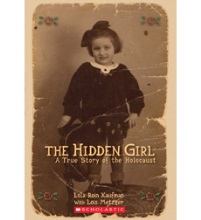 THE HIDDEN GIRL
A True Story of the Holocaust
Lola Rein Kaufman
with Lois Metzger
SCHOLASTIC